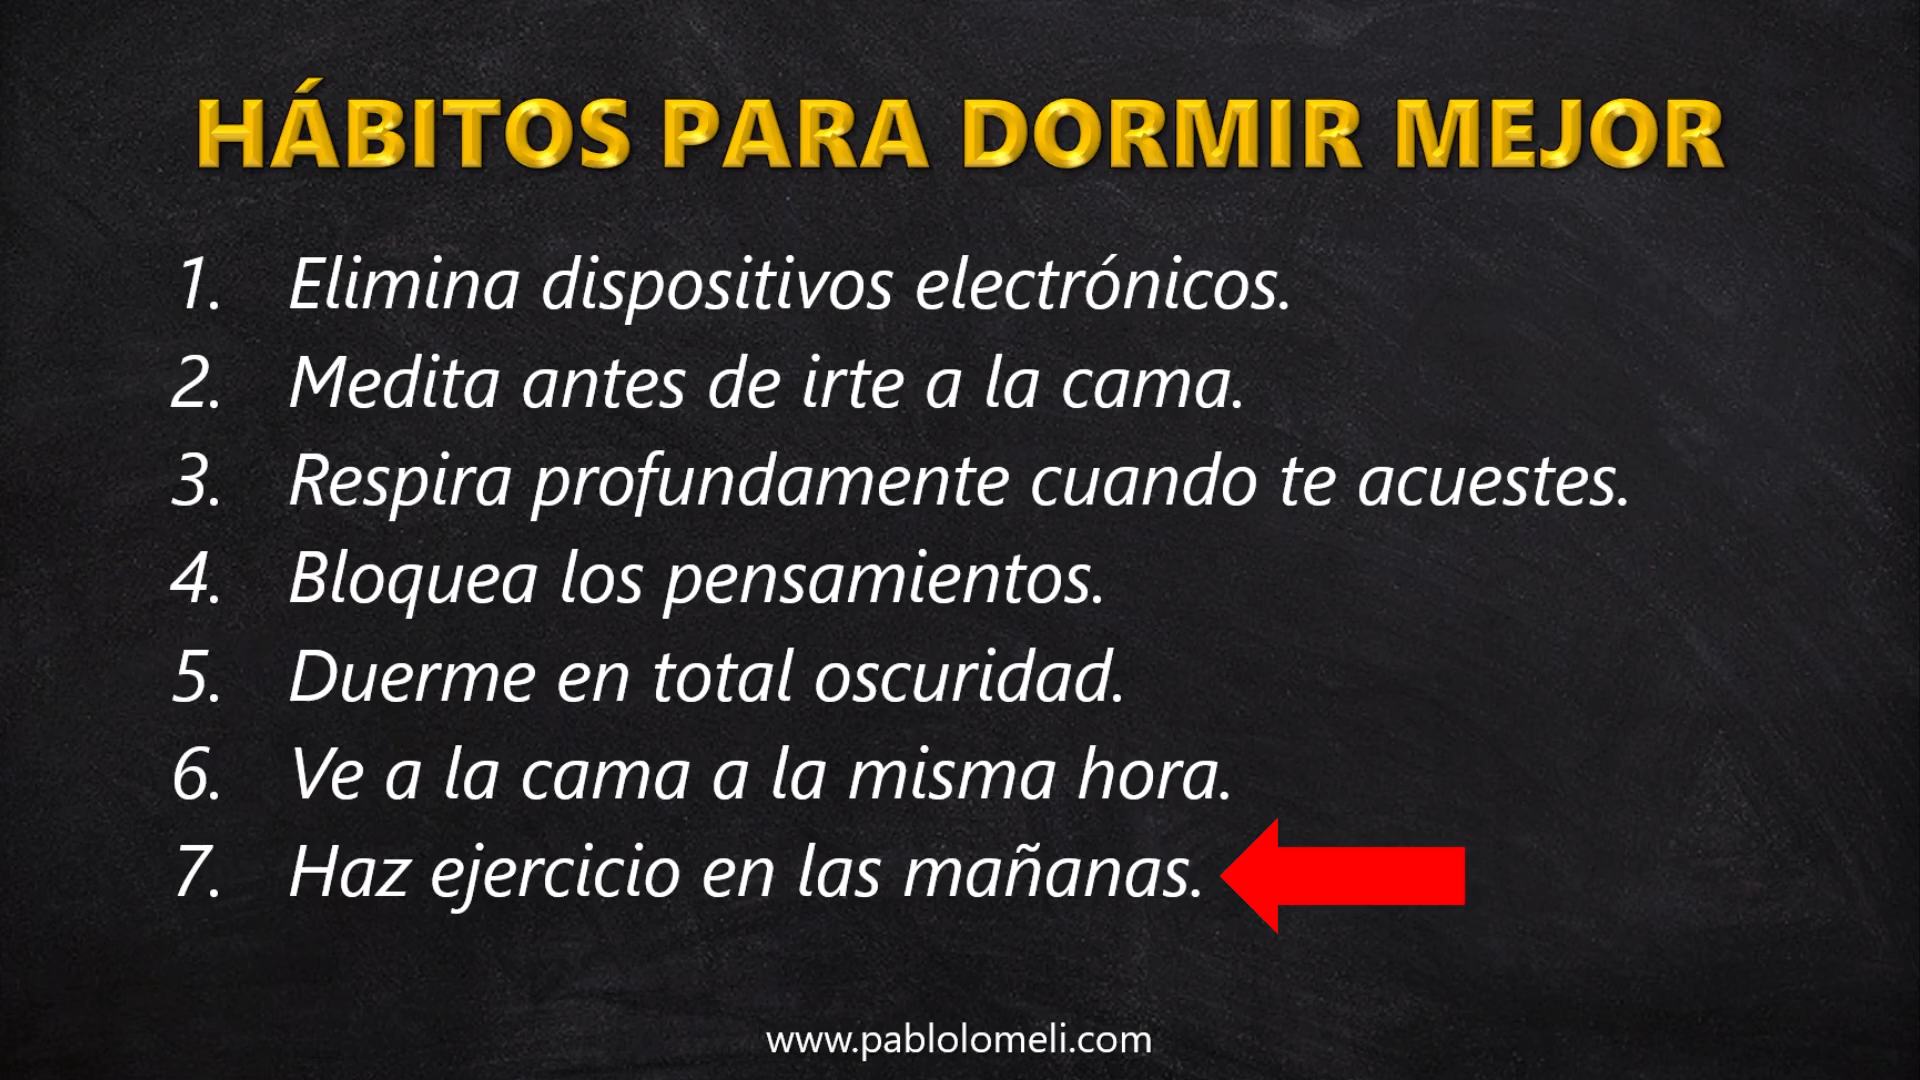 HÁBITOS PARA DORMIR MEJOR
1. Elimina dispositivos electrónicos.
2. Medita antes de irte a la cama.
3. Respira profundamente cuando te acuestes.
4. Bloquea los pensamientos.
5. Duerme en total oscuridad.
6. Ve a la cama a la misma hora.
7. Haz ejercicio en las mañanas.
www.pablolomeli.com